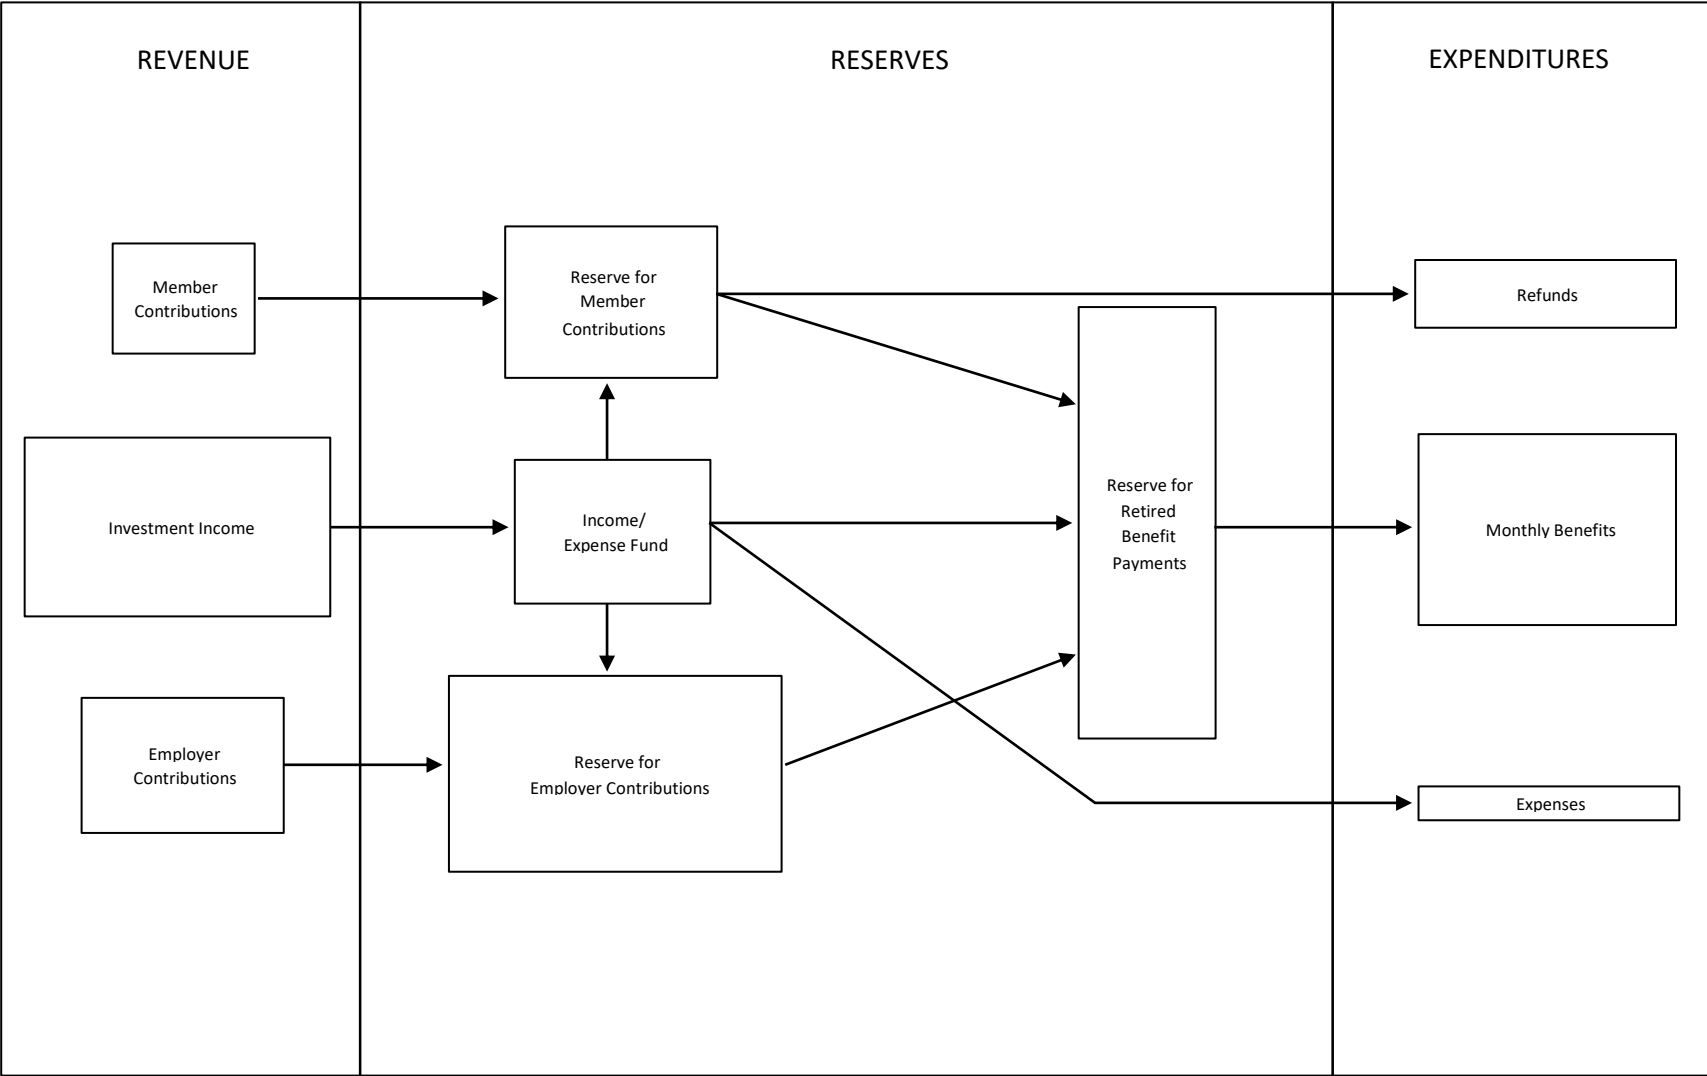 REVENUE
RESERVES
EXPENDITURES
Member
Contributions
Reserve for
Member
Contributions
Refunds
Investment Income
Income/
Expense Fund
Reserve for
Retired
Benefit
Payments
Monthly Benefits
Employer
Contributions
Reserve for
Employer Contributions
Expenses